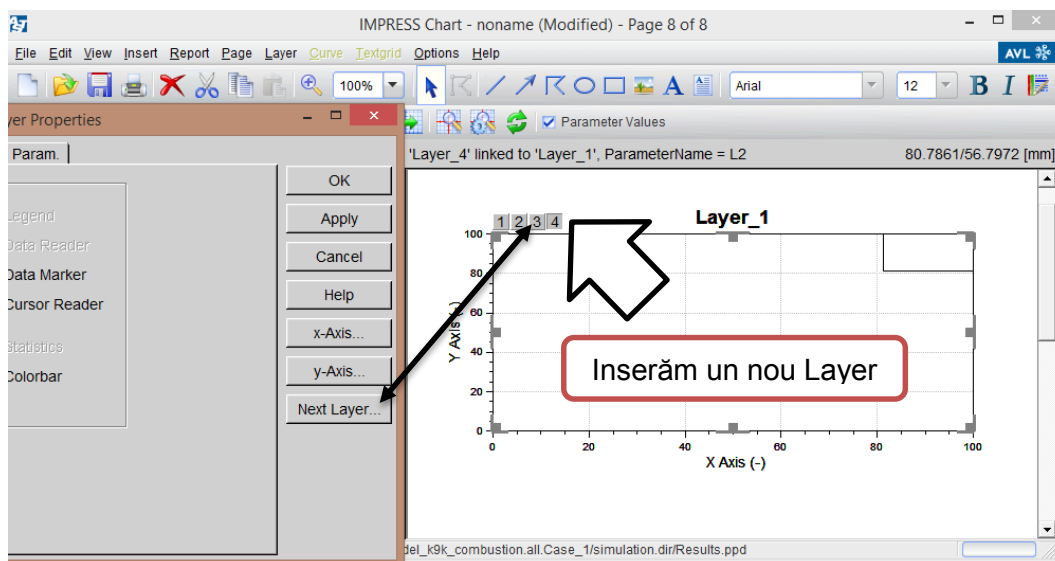 IMPRESS Chart - noname (Modified) - Page 8 of 8
File Edit View Insert Report Page Layer Curve Textgrid Options Help
AVL
100% A Arial 12 B I
yer Properties
Parameter Values
Param.
'Layer_4' linked to 'Layer_1', ParameterName = L2 80.7861/56.7972 [mm]
OK
Legend
Apply
Data Reader
Cancel
Data Marker
Help
Cursor Reader
x-Axis...
Statistics
y-Axis...
Colorbar
Next Layer...
1 2 3 4
Layer_1
100
80
60
40
20
0
Y Axis (-)
Inserăm un nou Layer
0 20 40 60 80 100
X Axis (-)
del_k9k_combustion.all.Case_1/simulation.dir/Results.ppd